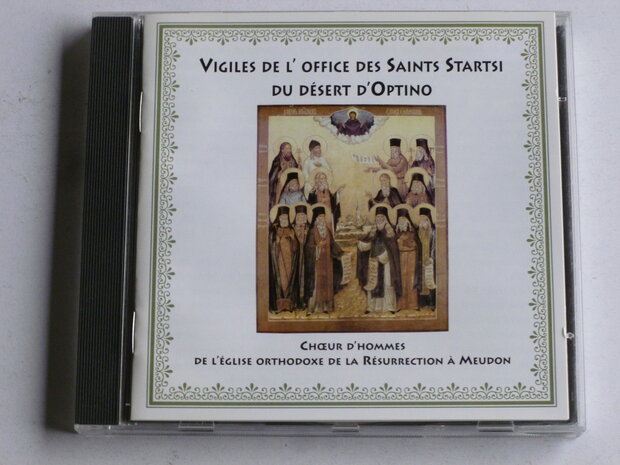 Vigiles de l' office des Saints Startsi
du désert d'Optino
Chœur d'hommes
de l'église orthodoxe de la Résurrection à Meudon